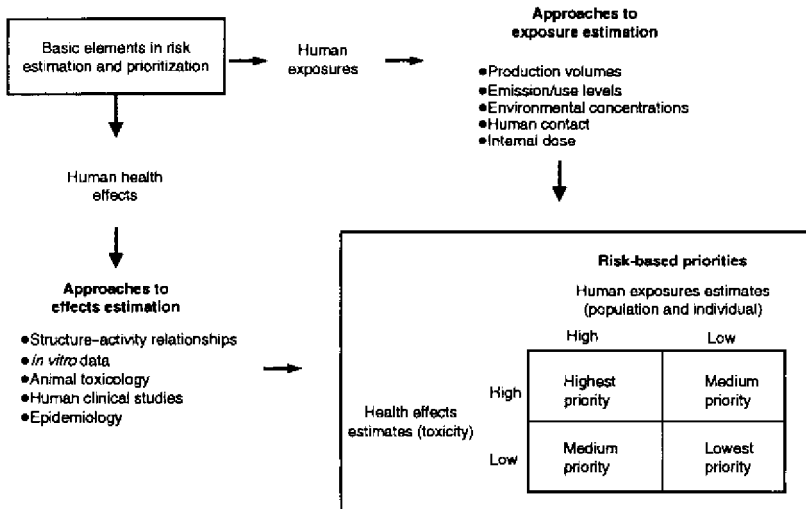 Basic elements in risk
estimation and prioritization
Human
exposures
Approaches to
exposure estimation
●Production volumes
●Emission/use levels
●Environmental concentrations
●Human contact
●Internal dose
Human health
effects
Approaches to
effects estimation
●Structure–activity relationships
●in vitro data
●Animal toxicology
●Human clinical studies
●Epidemiology
Risk-based priorities
Human exposures estimates
(population and individual)
High Low
Health effects
estimates (toxicity)
High
Highest
priority
Medium
priority
Low
Medium
priority
Lowest
priority